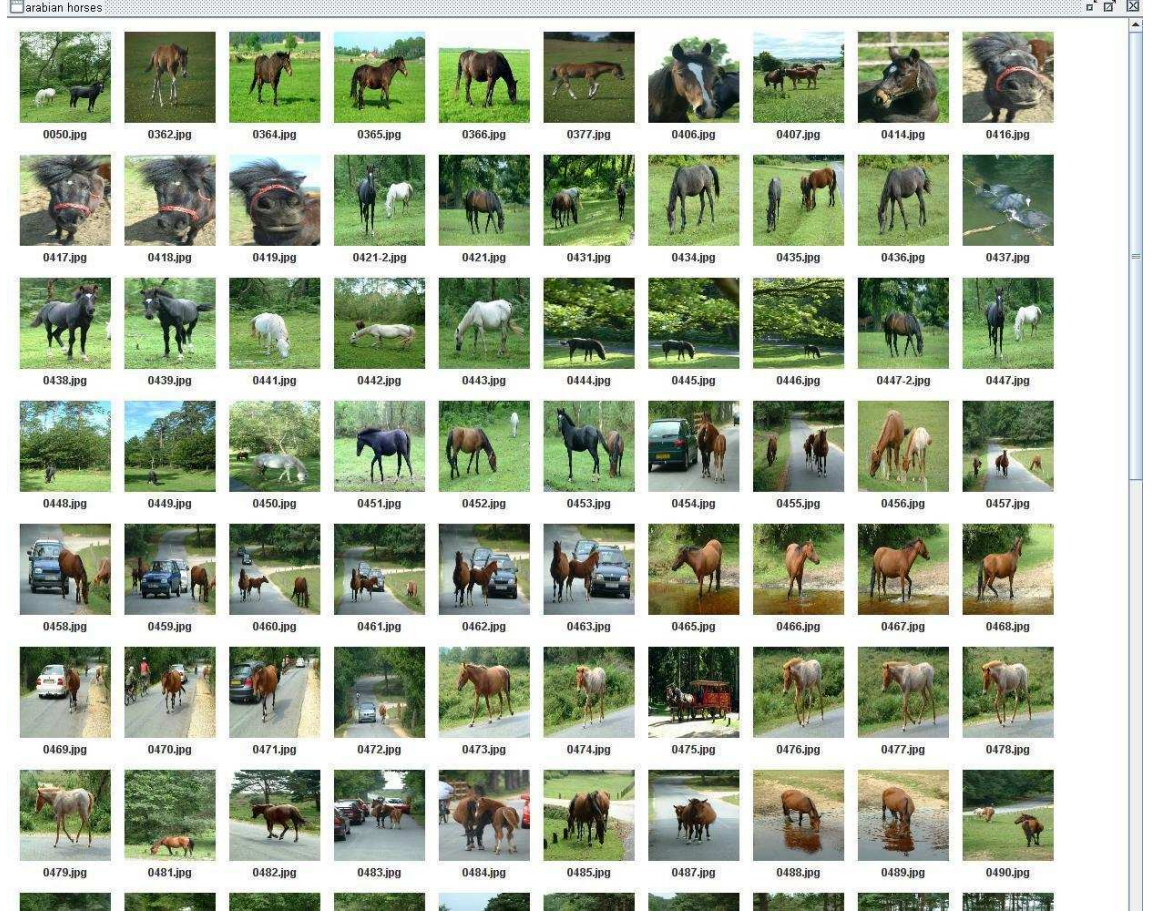 arabian horses
0050.jpg 0362.jpg 0364.jpg 0365.jpg 0366.jpg 0377.jpg 0406.jpg 0407.jpg 0414.jpg 0416.jpg
0417.jpg 0418.jpg 0419.jpg 0421-2.jpg 0421.jpg 0431.jpg 0434.jpg 0435.jpg 0436.jpg 0437.jpg
0438.jpg 0439.jpg 0441.jpg 0442.jpg 0443.jpg 0444.jpg 0445.jpg 0446.jpg 0447-2.jpg 0447.jpg
0448.jpg 0449.jpg 0450.jpg 0451.jpg 0452.jpg 0453.jpg 0454.jpg 0455.jpg 0456.jpg 0457.jpg
0458.jpg 0459.jpg 0460.jpg 0461.jpg 0462.jpg 0463.jpg 0465.jpg 0466.jpg 0467.jpg 0468.jpg
0469.jpg 0470.jpg 0471.jpg 0472.jpg 0473.jpg 0474.jpg 0475.jpg 0476.jpg 0477.jpg 0478.jpg
0479.jpg 0481.jpg 0482.jpg 0483.jpg 0484.jpg 0485.jpg 0487.jpg 0488.jpg 0489.jpg 0490.jpg